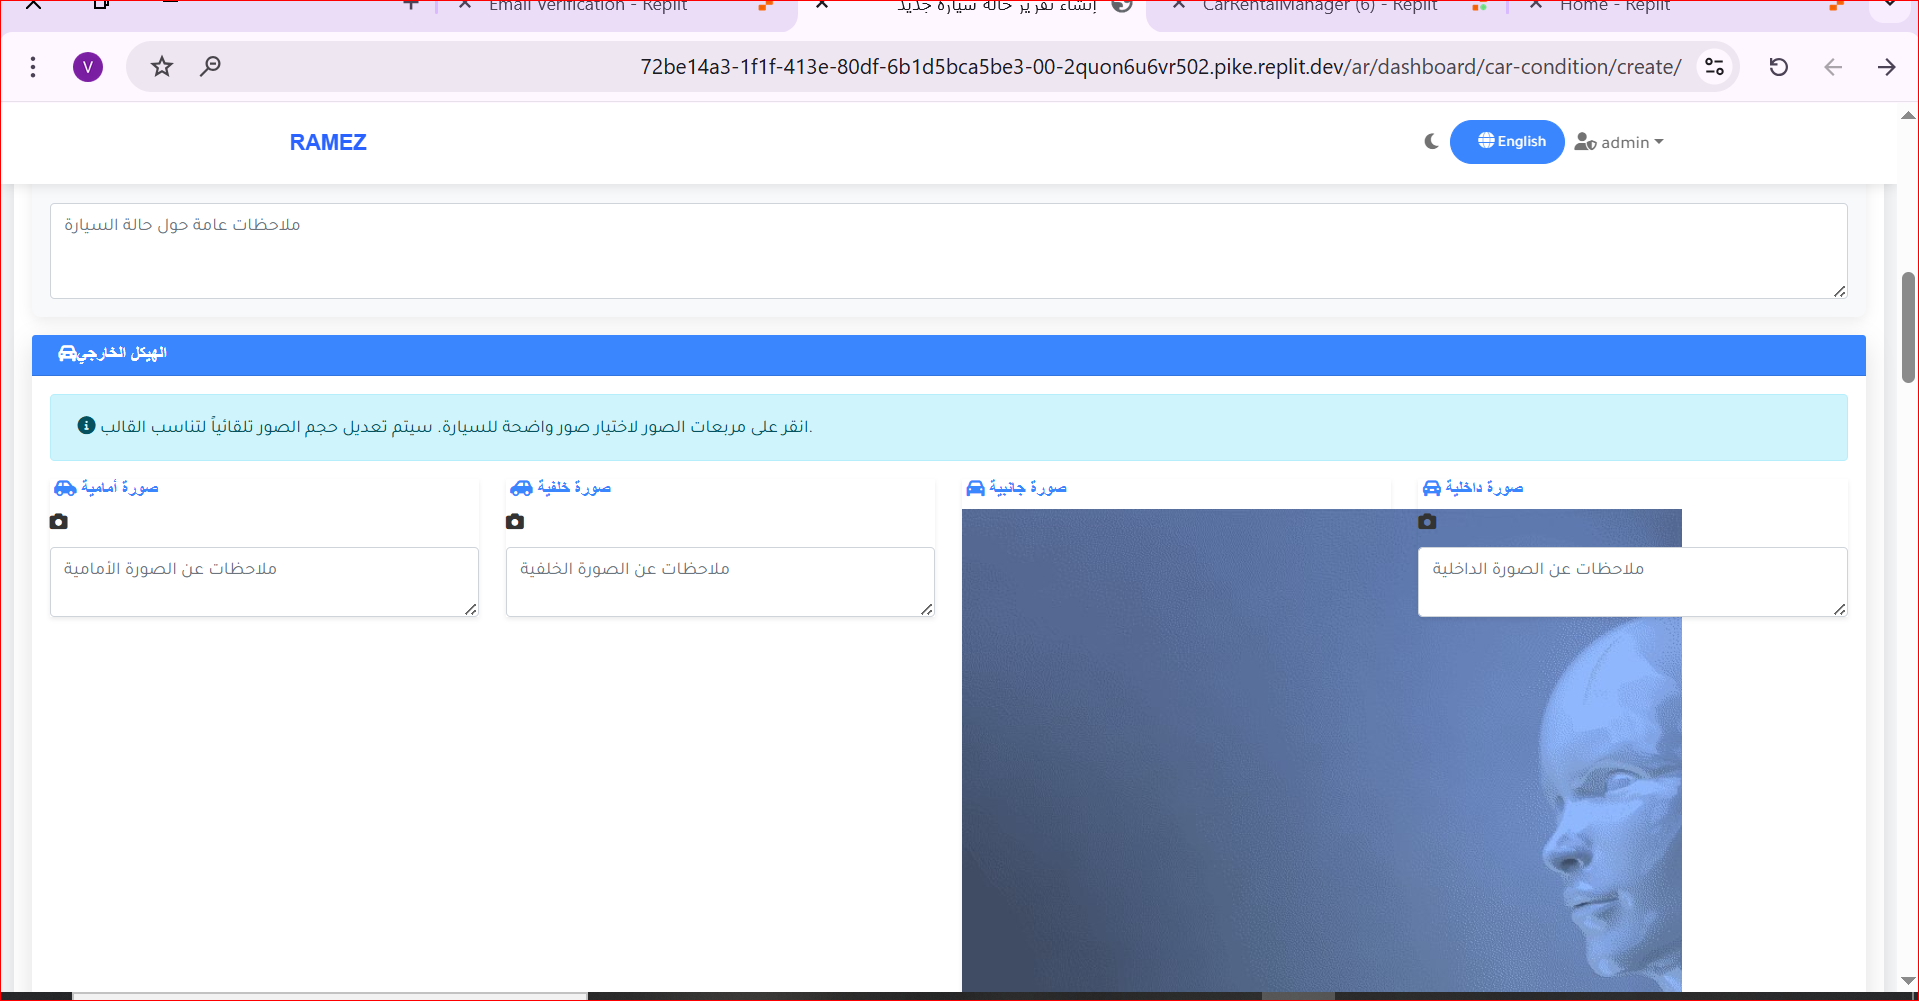 Email Verification - Replit
إنشاء تقرير حالة سيارة جديد
CarRentalManager (6) - Replit
Home - Replit
V
72be14a3-1f1f-413e-80df-6b1d5bca5be3-00-2quon6u6vr502.pike.replit.dev/ar/dashboard/car-condition/create/
RAMEZ
English
admin
ملاحظات عامة حول حالة السيارة
الهيكل الخارجي
انقر على مربعات الصور لاختيار صور واضحة للسيارة. سيتم تعديل حجم الصور تلقائياً لتناسب القالب.
صورة أمامية
صورة خلفية
صورة جانبية
صورة داخلية
ملاحظات عن الصورة الأمامية
ملاحظات عن الصورة الخلفية
ملاحظات عن الصورة الداخلية